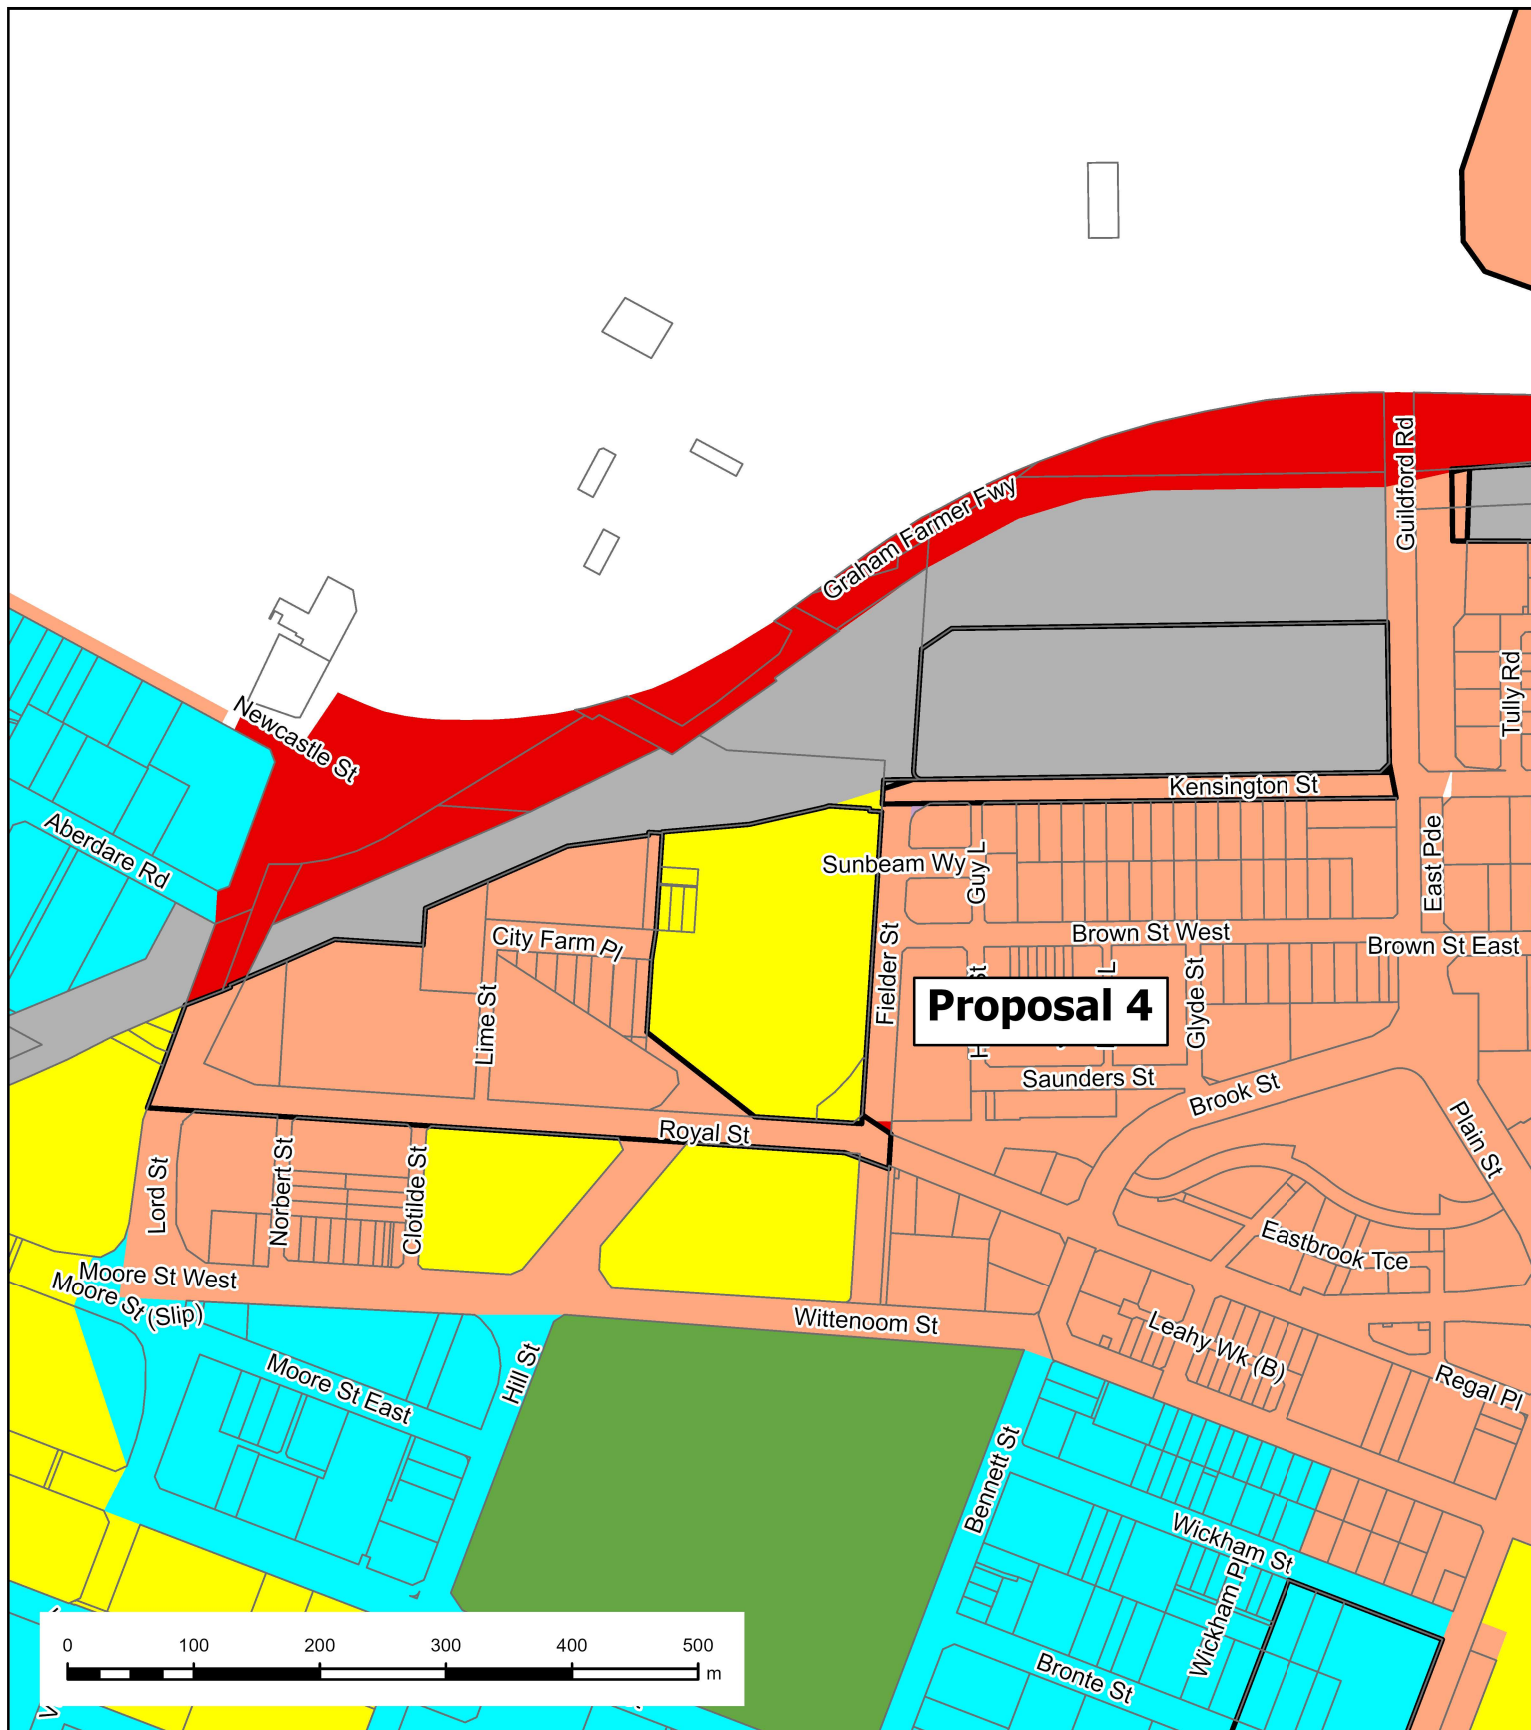 Graham Farmer Fwy
Guildford Rd
Newcastle St
Tully Rd
Kensington St
Aberdare Rd
Sunbeam Wy
Guy L
East Pde
City Farm Pl
Fielder St
Brown St West
Brown St East
Proposal 4
Lime St
Glyde St
Saunders St
Brook St
Plain St
Royal St
Lord St
Norbert St
Clotilde St
Eastbrook Tce
Moore St West
Moore St (Slip)
Wittenoom St
Leahy Wk (B)
Hill St
Moore St East
Regal Pl
Bennett St
Wickham St
Wickham Pl
Bronte St
0 100 200 300 400 500
m